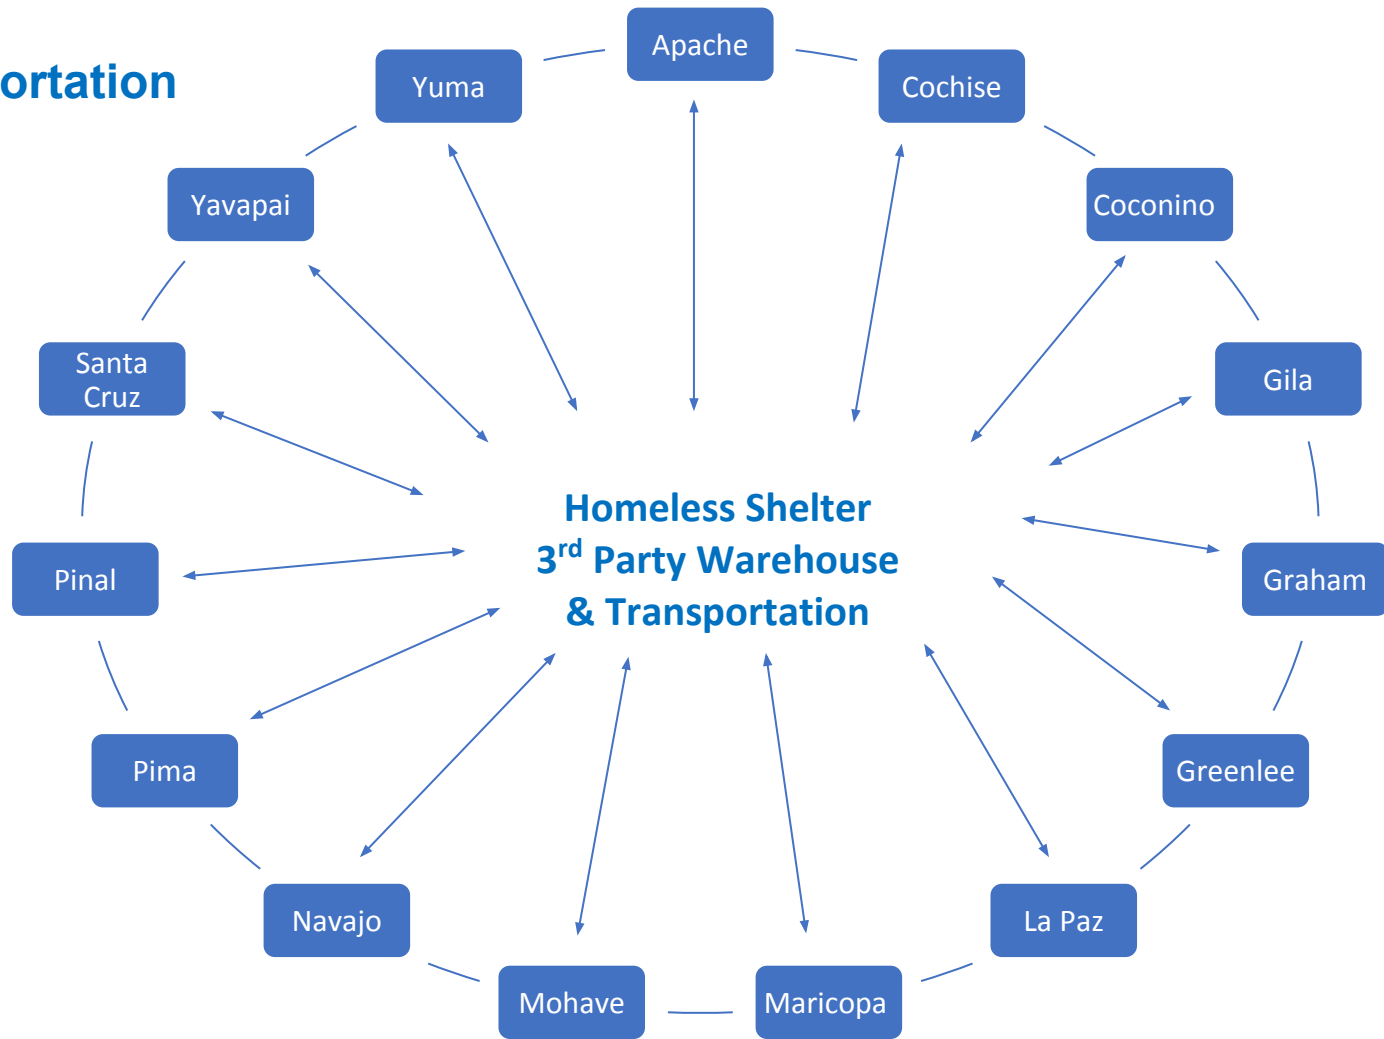 ortation
Apache
Yuma
Cochise
Yavapai
Coconino
Santa
Cruz
Gila
Homeless Shelter
3rd Party Warehouse
& Transportation
Pinal
Graham
Pima
Greenlee
Navajo
La Paz
Mohave
Maricopa